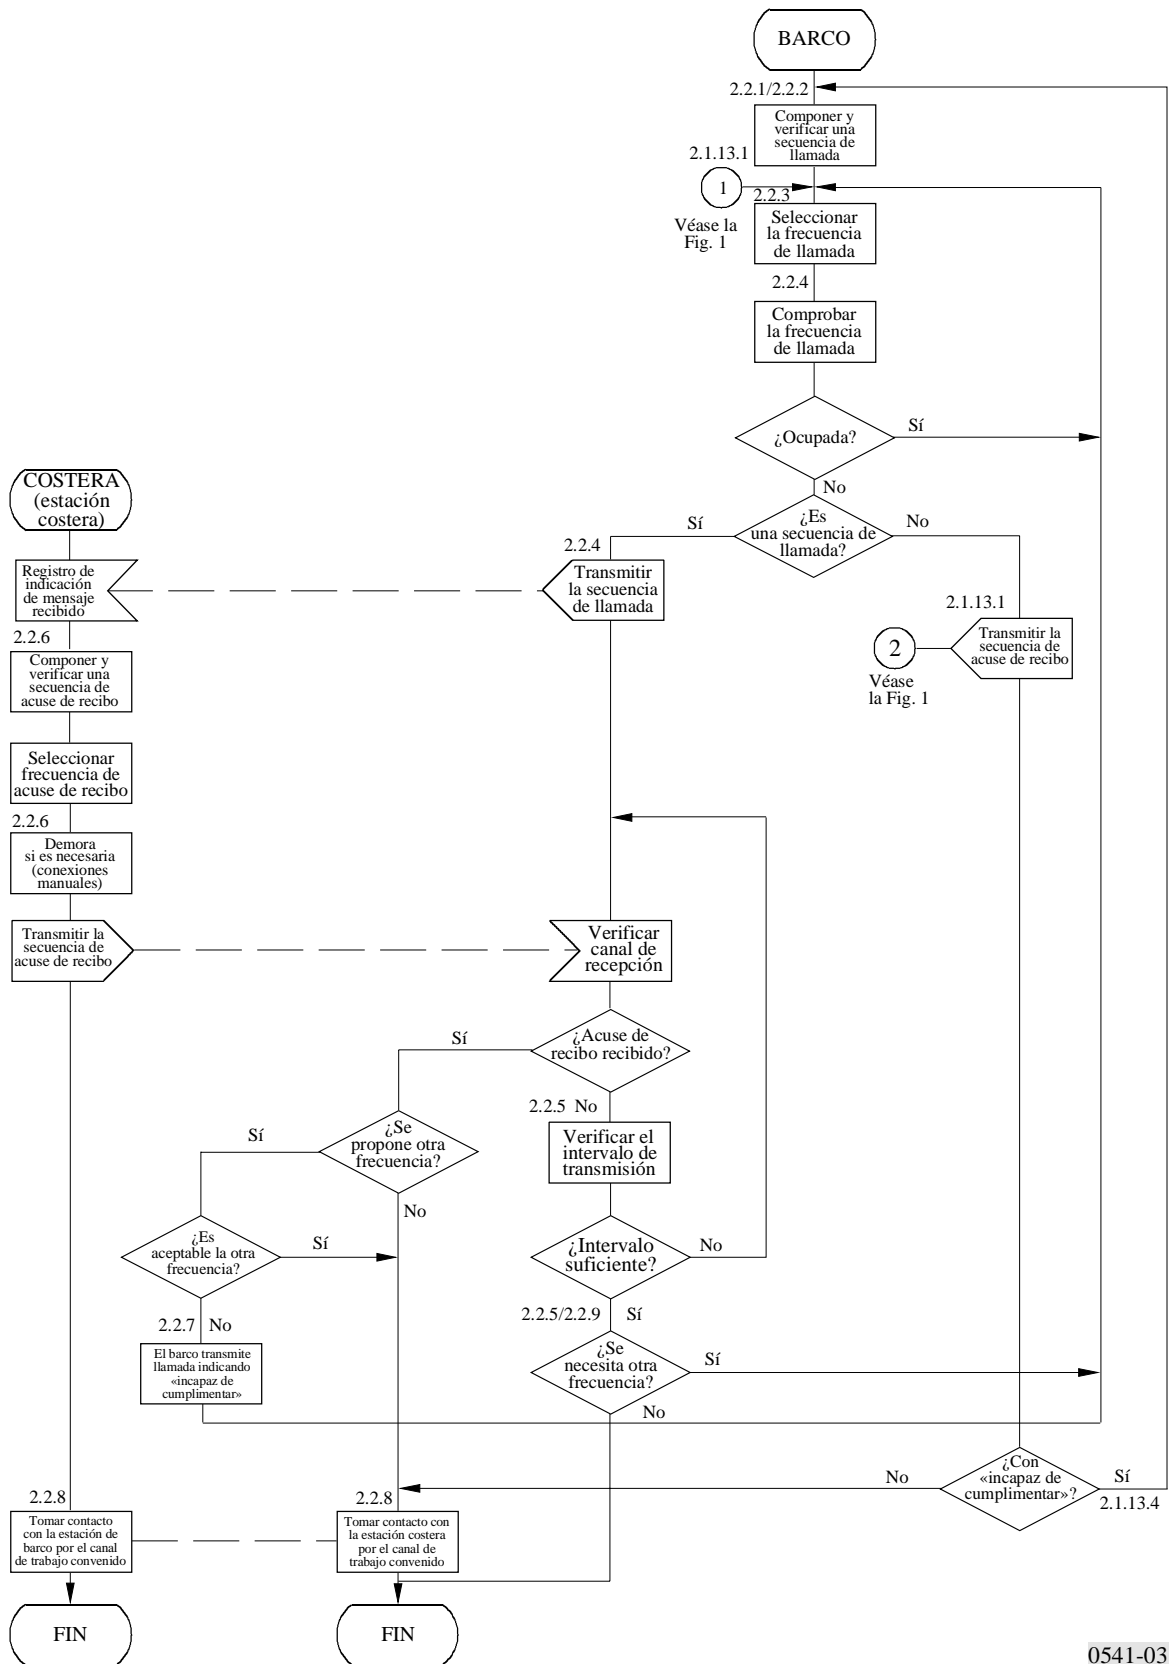 BARCO
2.2.1/2.2.2
Componer y
verificar una
secuencia de
llamada
2.1.13.1
1
2.2.3
Véase la
Fig. 1
Seleccionar
la frecuencia
de llamada
2.2.4
Comprobar
la frecuencia
de llamada
¿Ocupada?
Sí
No
COSTERA
(estación
costera)
¿Es
una secuencia de
llamada?
Sí
No
2.2.4
Registro de
indicación
de mensaje
recibido
Transmitir
la secuencia
de llamada
2.1.13.1
2
Véase
la Fig. 1
Transmitir la
secuencia de
acuse de recibo
2.2.6
Componer y
verificar una
secuencia de
acuse de recibo
Seleccionar
frecuencia de
acuse de recibo
2.2.6
Demora
si es necesaria
(conexiones
manuales)
Transmitir la
secuencia de
acuse de recibo
Verificar
canal de
recepción
¿Acuse de
recibo recibido?
Sí
2.2.5 No
¿Se
propone otra
frecuencia?
Sí
No
Verificar el
intervalo de
transmisión
¿Es
aceptable la otra
frecuencia?
Sí
¿Intervalo
suficiente?
No
2.2.7 No
2.2.5/2.2.9 Sí
El barco transmite
llamada indicando
«incapaz de
cumplimentar»
¿Se
necesita otra
frecuencia?
Sí
No
¿Con
«incapaz de
cumplimentar»?
No
Sí
2.1.13.4
2.2.8
Tomar contacto
con la estación de
barco por el canal
de trabajo convenido
2.2.8
Tomar contacto con
la estación costera
por el canal de
trabajo convenido
FIN
FIN
0541-03